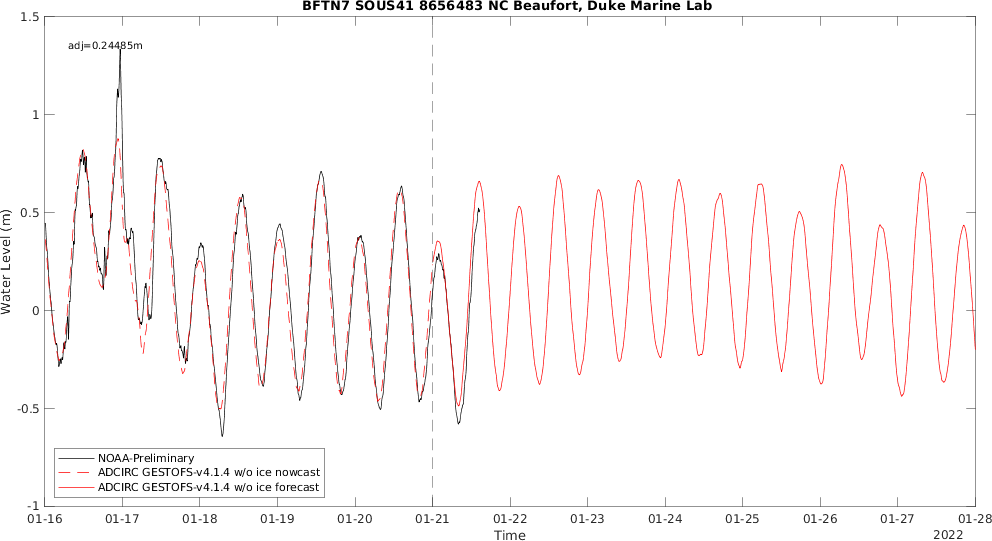 BFTN7 SOUS41 8656483 NC Beaufort, Duke Marine Lab
adj=0.24485m
1.5
1
0.5
0
-0.5
-1
Water Level (m)
NOAA-Preliminary
ADCIRC GESTOFS-v4.1.4 w/o ice nowcast
ADCIRC GESTOFS-v4.1.4 w/o ice forecast
01-16 01-17 01-18 01-19 01-20 01-21 01-22 01-23 01-24 01-25 01-26 01-27 01-28
Time
2022